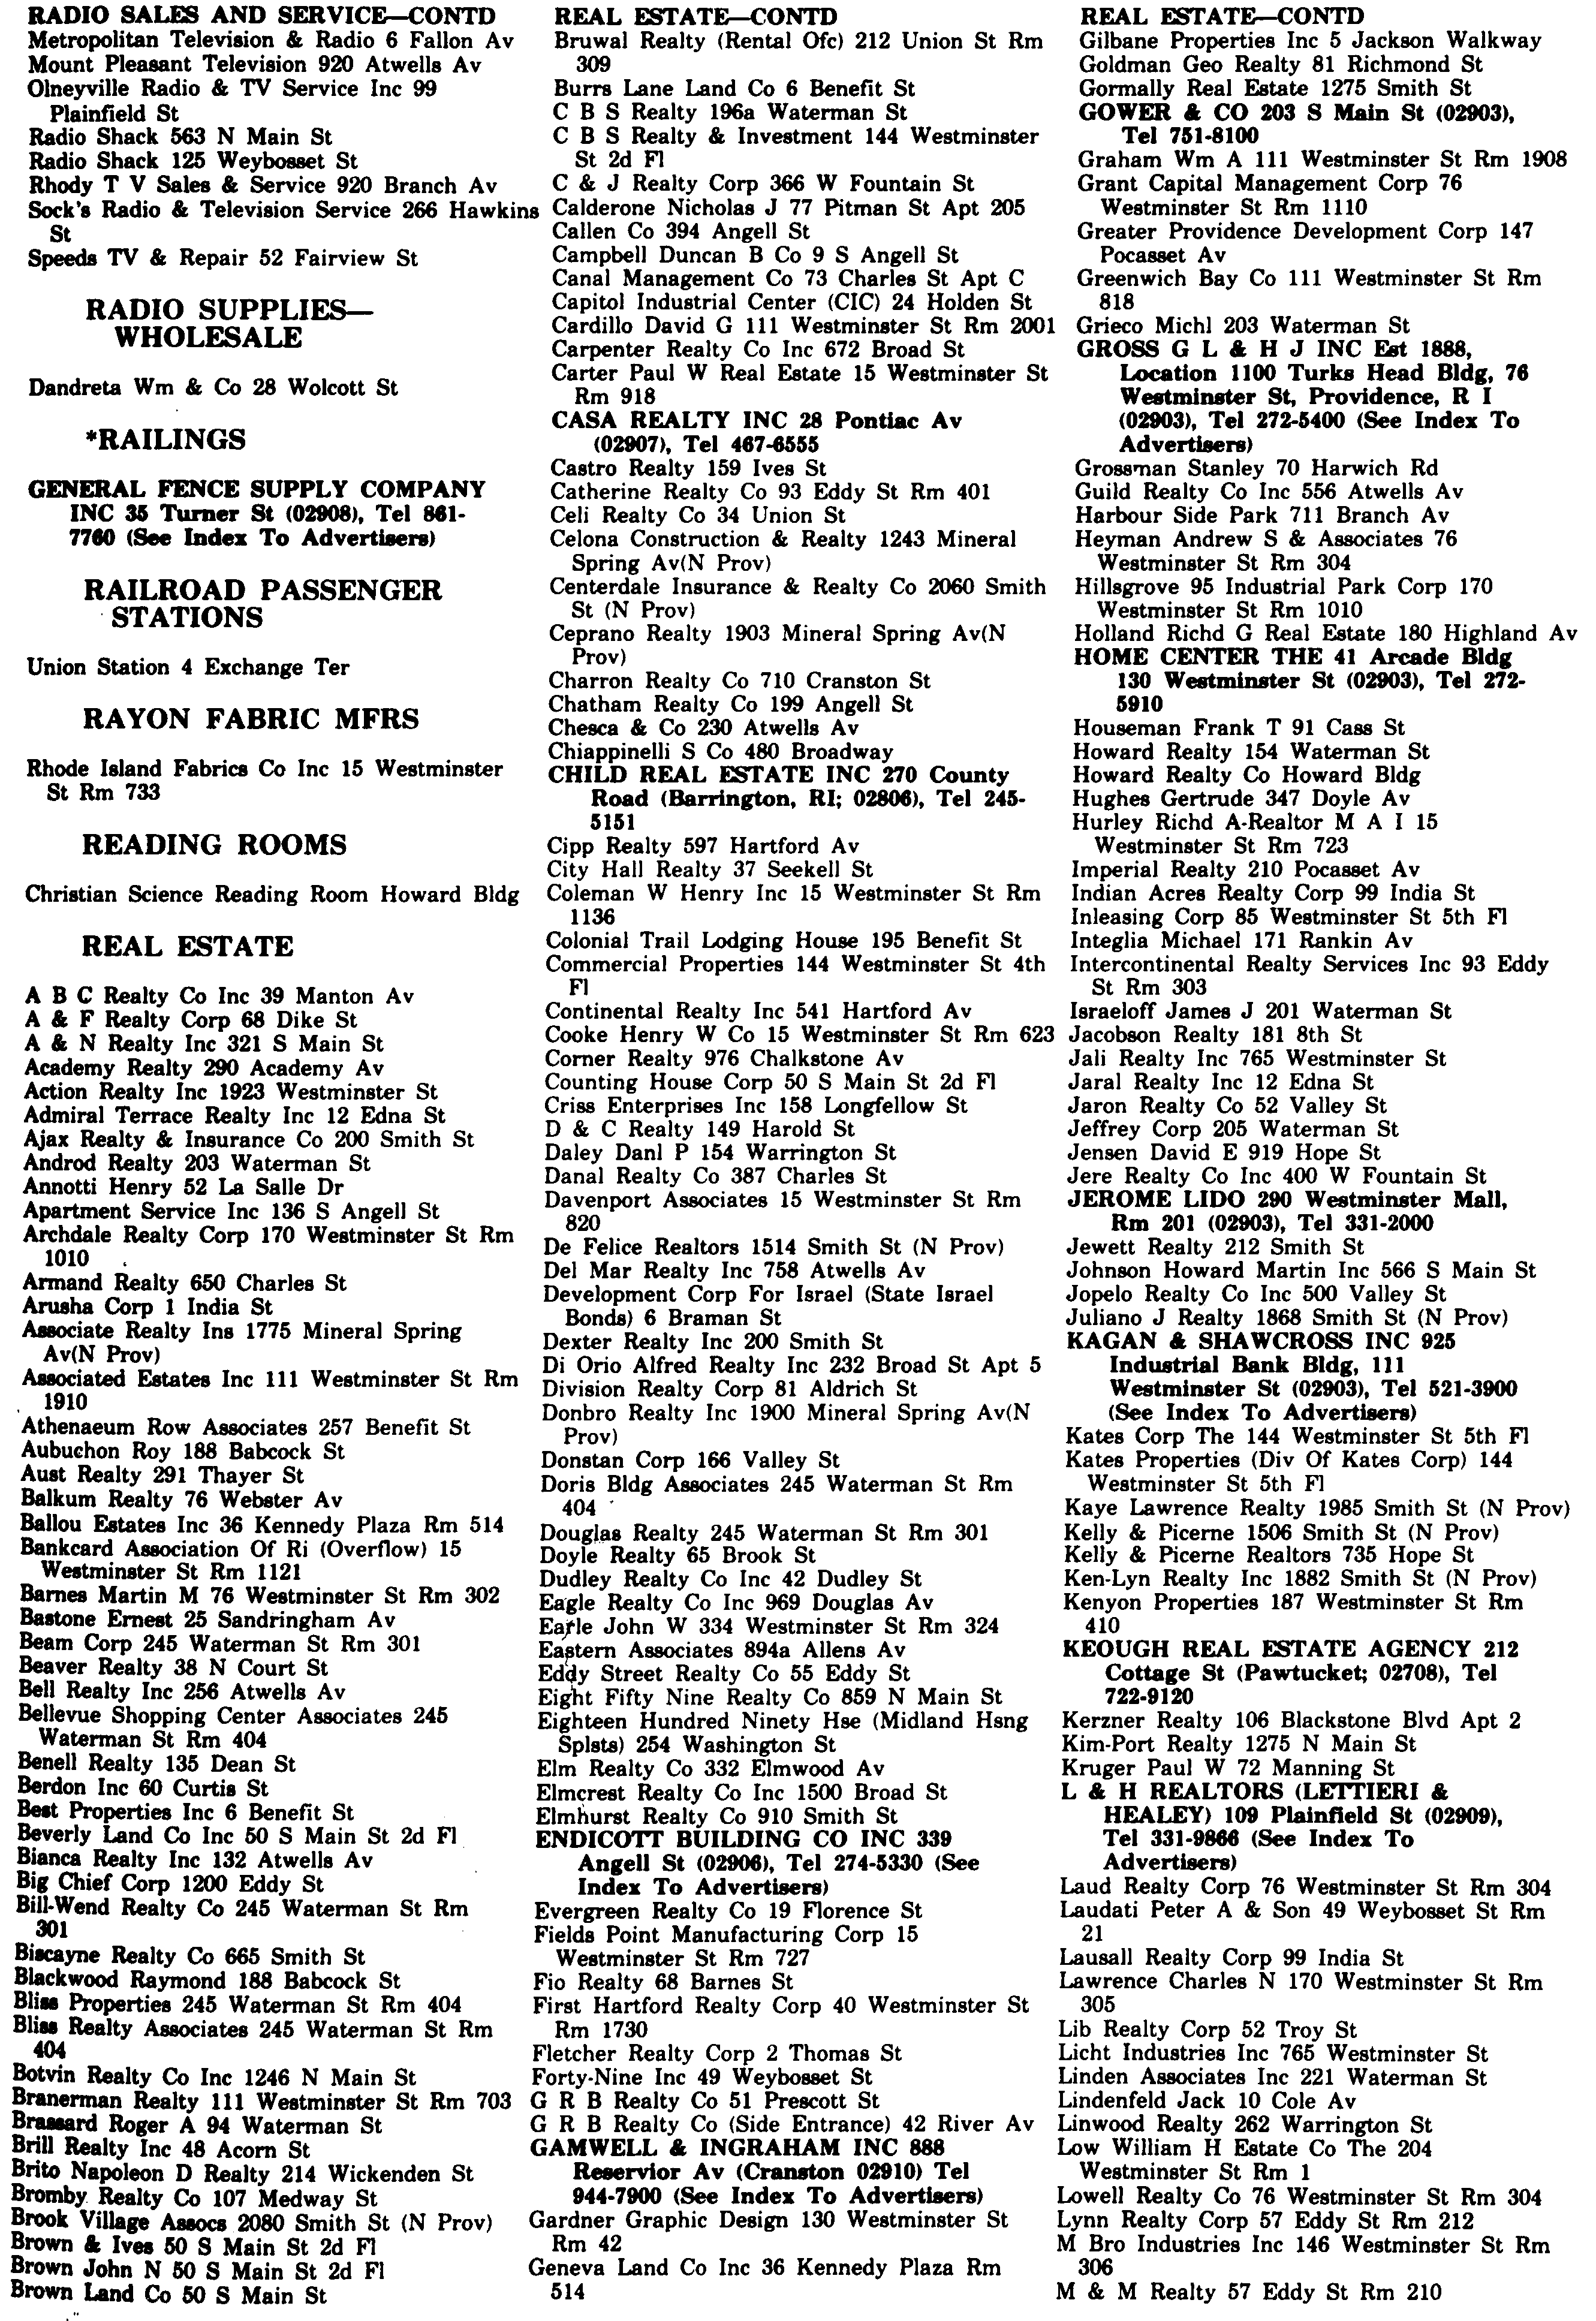 RADIO SALES AND SERVICE—CONTD
Metropolitan Television & Radio 6 Fallon Av
Mount Pleasant Television 920 Atwells Av
Olneyville Radio & TV Service Inc 99
Plainfield St
Radio Shack 563 N Main St
Radio Shack 125 Weybosset St
Rhody T V Sales & Service 920 Branch Av
Sock's Radio & Television Service 266 Hawkins
St
Speeds TV & Repair 52 Fairview St
RADIO SUPPLIES—
WHOLESALE
Dandreta Wm & Co 28 Wolcott St
*RAILINGS
GENERAL FENCE SUPPLY COMPANY
INC 35 Turner St (02908), Tel 861-
7760 (See Index To Advertisers)
RAILROAD PASSENGER
STATIONS
Union Station 4 Exchange Ter
RAYON FABRIC MFRS
Rhode Island Fabrics Co Inc 15 Westminster
St Rm 733
READING ROOMS
Christian Science Reading Room Howard Bldg
REAL ESTATE
A B C Realty Co Inc 39 Manton Av
A & F Realty Corp 68 Dike St
A & N Realty Inc 321 S Main St
Academy Realty 290 Academy Av
Action Realty Inc 1923 Westminster St
Admiral Terrace Realty Inc 12 Edna St
Ajax Realty & Insurance Co 200 Smith St
Androd Realty 203 Waterman St
Annotti Henry 52 La Salle Dr
Apartment Service Inc 136 S Angell St
Archdale Realty Corp 170 Westminster St Rm
1010
Armand Realty 650 Charles St
Arusha Corp 1 India St
Associate Realty Ins 1775 Mineral Spring
Av(N Prov)
Associated Estates Inc 111 Westminster St Rm
1910
Athenaeum Row Associates 257 Benefit St
Aubuchon Roy 188 Babcock St
Aust Realty 291 Thayer St
Balkum Realty 76 Webster Av
Ballou Estates Inc 36 Kennedy Plaza Rm 514
Bankcard Association Of Ri (Overflow) 15
Westminster St Rm 1121
Barnes Martin M 76 Westminster St Rm 302
Bastone Ernest 25 Sandringham Av
Beam Corp 245 Waterman St Rm 301
Beaver Realty 38 N Court St
Bell Realty Inc 256 Atwells Av
Bellevue Shopping Center Associates 245
Waterman St Rm 404
Benell Realty 135 Dean St
Berdon Inc 60 Curtis St
Best Properties Inc 6 Benefit St
Beverly Land Co Inc 50 S Main St 2d Fl
Bianca Realty Inc 132 Atwells Av
Big Chief Corp 1200 Eddy St
Bill-Wend Realty Co 245 Waterman St Rm
301
Biscayne Realty Co 665 Smith St
Blackwood Raymond 188 Babcock St
Bliss Properties 245 Waterman St Rm 404
Bliss Realty Associates 245 Waterman St Rm
404
Botvin Realty Co Inc 1246 N Main St
Branerman Realty 111 Westminster St Rm 703
Brassard Roger A 94 Waterman St
Brill Realty Inc 48 Acorn St
Brito Napoleon D Realty 214 Wickenden St
Bromby Realty Co 107 Medway St
Brook Village Assocs 2080 Smith St (N Prov)
Brown & Ives 50 S Main St 2d Fl
Brown John N 50 S Main St 2d Fl
Brown Land Co 50 S Main St
REAL ESTATE—CONTD
Bruwal Realty (Rental Ofc) 212 Union St Rm
309
Burrs Lane Land Co 6 Benefit St
C B S Realty 196a Waterman St
C B S Realty & Investment 144 Westminster
St 2d Fl
C & J Realty Corp 366 W Fountain St
Calderone Nicholas J 77 Pitman St Apt 205
Callen Co 394 Angell St
Campbell Duncan B Co 9 S Angell St
Canal Management Co 73 Charles St Apt C
Capitol Industrial Center (CIC) 24 Holden St
Cardillo David G 111 Westminster St Rm 2001
Carpenter Realty Co Inc 672 Broad St
Carter Paul W Real Estate 15 Westminster St
Rm 918
CASA REALTY INC 28 Pontiac Av
(02907), Tel 467-6555
Castro Realty 159 Ives St
Catherine Realty Co 93 Eddy St Rm 401
Celi Realty Co 34 Union St
Celona Construction & Realty 1243 Mineral
Spring Av(N Prov)
Centerdale Insurance & Realty Co 2060 Smith
St (N Prov)
Ceprano Realty 1903 Mineral Spring Av(N
Prov)
Charron Realty Co 710 Cranston St
Chatham Realty Co 199 Angell St
Chesca & Co 230 Atwells Av
Chiappinelli S Co 480 Broadway
CHILD REAL ESTATE INC 270 County
Road (Barrington, RI; 02806), Tel 245-
5151
Cipp Realty 597 Hartford Av
City Hall Realty 37 Seekell St
Coleman W Henry Inc 15 Westminster St Rm
1136
Colonial Trail Lodging House 195 Benefit St
Commercial Properties 144 Westminster St 4th
Fl
Continental Realty Inc 541 Hartford Av
Cooke Henry W Co 15 Westminster St Rm 623
Corner Realty 976 Chalkstone Av
Counting House Corp 50 S Main St 2d Fl
Criss Enterprises Inc 158 Longfellow St
D & C Realty 149 Harold St
Daley Danl P 154 Warrington St
Danal Realty Co 387 Charles St
Davenport Associates 15 Westminster St Rm
820
De Felice Realtors 1514 Smith St (N Prov)
Del Mar Realty Inc 758 Atwells Av
Development Corp For Israel (State Israel
Bonds) 6 Braman St
Dexter Realty Inc 200 Smith St
Di Orio Alfred Realty Inc 232 Broad St Apt 5
Division Realty Corp 81 Aldrich St
Donbro Realty Inc 1900 Mineral Spring Av(N
Prov)
Donstan Corp 166 Valley St
Doris Bldg Associates 245 Waterman St Rm
404
Douglas Realty 245 Waterman St Rm 301
Doyle Realty 65 Brook St
Dudley Realty Co Inc 42 Dudley St
Eagle Realty Co Inc 969 Douglas Av
Earle John W 334 Westminster St Rm 324
Eastern Associates 894a Allens Av
Eddy Street Realty Co 55 Eddy St
Eight Fifty Nine Realty Co 859 N Main St
Eighteen Hundred Ninety Hse (Midland Hsng
Splsts) 254 Washington St
Elm Realty Co 332 Elmwood Av
Elmcrest Realty Co Inc 1500 Broad St
Elmhurst Realty Co 910 Smith St
ENDICOTT BUILDING CO INC 339
Angell St (02906), Tel 274-5330 (See
Index To Advertisers)
Evergreen Realty Co 19 Florence St
Fields Point Manufacturing Corp 15
Westminster St Rm 727
Fio Realty 68 Barnes St
First Hartford Realty Corp 40 Westminster St
Rm 1730
Fletcher Realty Corp 2 Thomas St
Forty-Nine Inc 49 Weybosset St
G R B Realty Co 51 Prescott St
G R B Realty Co (Side Entrance) 42 River Av
GAMWELL & INGRAHAM INC 888
Reservior Av (Cranston 02910) Tel
944-7900 (See Index To Advertisers)
Gardner Graphic Design 130 Westminster St
Rm 42
Geneva Land Co Inc 36 Kennedy Plaza Rm
514
REAL ESTATE—CONTD
Gilbane Properties Inc 5 Jackson Walkway
Goldman Geo Realty 81 Richmond St
Gormally Real Estate 1275 Smith St
GOWER & CO 203 S Main St (02903),
Tel 751-8100
Graham Wm A 111 Westminster St Rm 1908
Grant Capital Management Corp 76
Westminster St Rm 1110
Greater Providence Development Corp 147
Pocasset Av
Greenwich Bay Co 111 Westminster St Rm
818
Grieco Michl 203 Waterman St
GROSS G L & H J INC Est 1888,
Location 1100 Turks Head Bldg, 76
Westminster St, Providence, R I
(02903), Tel 272-5400 (See Index To
Advertisers)
Grossman Stanley 70 Harwich Rd
Guild Realty Co Inc 556 Atwells Av
Harbour Side Park 711 Branch Av
Heyman Andrew S & Associates 76
Westminster St Rm 304
Hillsgrove 95 Industrial Park Corp 170
Westminster St Rm 1010
Holland Richd G Real Estate 180 Highland Av
HOME CENTER THE 41 Arcade Bldg
130 Westminster St (02903), Tel 272-
5910
Houseman Frank T 91 Cass St
Howard Realty 154 Waterman St
Howard Realty Co Howard Bldg
Hughes Gertrude 347 Doyle Av
Hurley Richd A-Realtor M A I 15
Westminster St Rm 723
Imperial Realty 210 Pocasset Av
Indian Acres Realty Corp 99 India St
Inleasing Corp 85 Westminster St 5th Fl
Integlia Michael 171 Rankin Av
Intercontinental Realty Services Inc 93 Eddy
St Rm 303
Israeloff James J 201 Waterman St
Jacobson Realty 181 8th St
Jali Realty Inc 765 Westminster St
Jaral Realty Inc 12 Edna St
Jaron Realty Co 52 Valley St
Jeffrey Corp 205 Waterman St
Jensen David E 919 Hope St
Jere Realty Co Inc 400 W Fountain St
JEROME LIDO 290 Westminster Mall,
Rm 201 (02903), Tel 331-2000
Jewett Realty 212 Smith St
Johnson Howard Martin Inc 566 S Main St
Jopelo Realty Co Inc 500 Valley St
Juliano J Realty 1868 Smith St (N Prov)
KAGAN & SHAWCROSS INC 925
Industrial Bank Bldg, 111
Westminster St (02903), Tel 521-3900
(See Index To Advertisers)
Kates Corp The 144 Westminster St 5th Fl
Kates Properties (Div Of Kates Corp) 144
Westminster St 5th Fl
Kaye Lawrence Realty 1985 Smith St (N Prov)
Kelly & Picerne 1506 Smith St (N Prov)
Kelly & Picerne Realtors 735 Hope St
Ken-Lyn Realty Inc 1882 Smith St (N Prov)
Kenyon Properties 187 Westminster St Rm
410
KEOUGH REAL ESTATE AGENCY 212
Cottage St (Pawtucket; 02708), Tel
722-9120
Kerzner Realty 106 Blackstone Blvd Apt 2
Kim-Port Realty 1275 N Main St
Kruger Paul W 72 Manning St
L & H REALTORS (LETTIERI &
HEALEY) 109 Plainfield St (02909),
Tel 331-9866 (See Index To
Advertisers)
Laud Realty Corp 76 Westminster St Rm 304
Laudati Peter A & Son 49 Weybosset St Rm
21
Lausall Realty Corp 99 India St
Lawrence Charles N 170 Westminster St Rm
305
Lib Realty Corp 52 Troy St
Licht Industries Inc 765 Westminster St
Linden Associates Inc 221 Waterman St
Lindenfeld Jack 10 Cole Av
Linwood Realty 262 Warrington St
Low William H Estate Co The 204
Westminster St Rm 1
Lowell Realty Co 76 Westminster St Rm 304
Lynn Realty Corp 57 Eddy St Rm 212
M Bro Industries Inc 146 Westminster St Rm
306
M & M Realty 57 Eddy St Rm 210